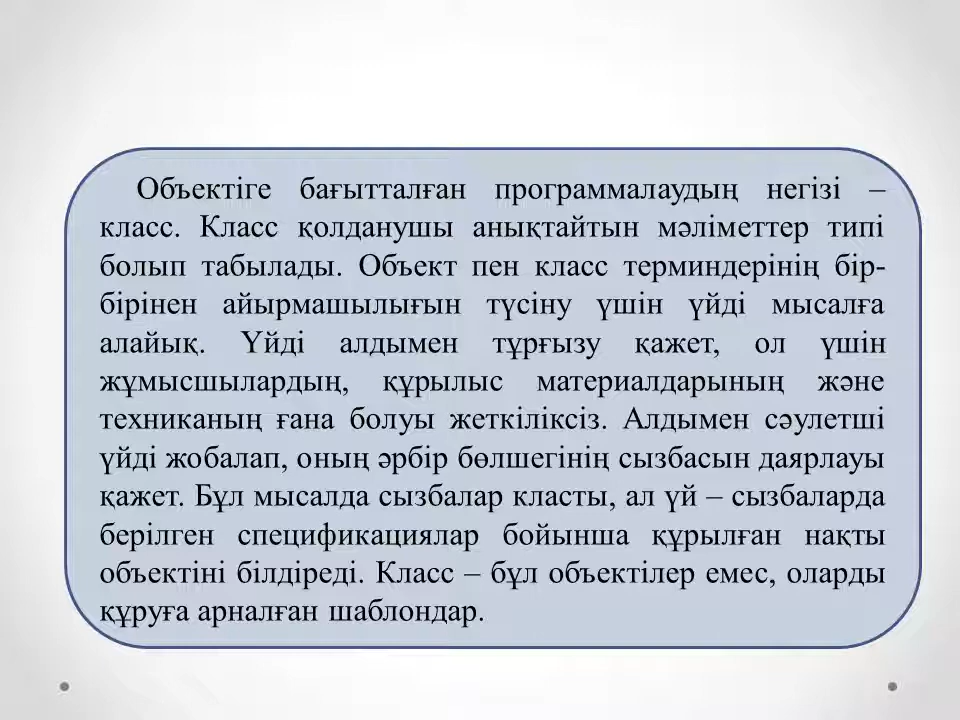 Объектіге бағытталған программалаудың негізі –
класс. Класс қолданушы анықтайтын мәліметтер типі
болып табылады. Объект пен класс терминдерінің бір-
бірінен айырмашылығын түсіну үшін үйді мысалға
алайық. Үйді алдымен тұрғызу қажет, ол үшін
жұмысшылардың, құрылыс материалдарының және
техниканың ғана болуы жеткіліксіз. Алдымен сәулетші
үйді жобалап, оның әрбір бөлшегінің сызбасын даярлауы
қажет. Бұл мысалда сызбалар класты, ал үй – сызбаларда
берілген спецификациялар бойынша құрылған нақты
объектіні білдіреді. Класс – бұл объектілер емес, оларды
құруға арналған шаблондар.